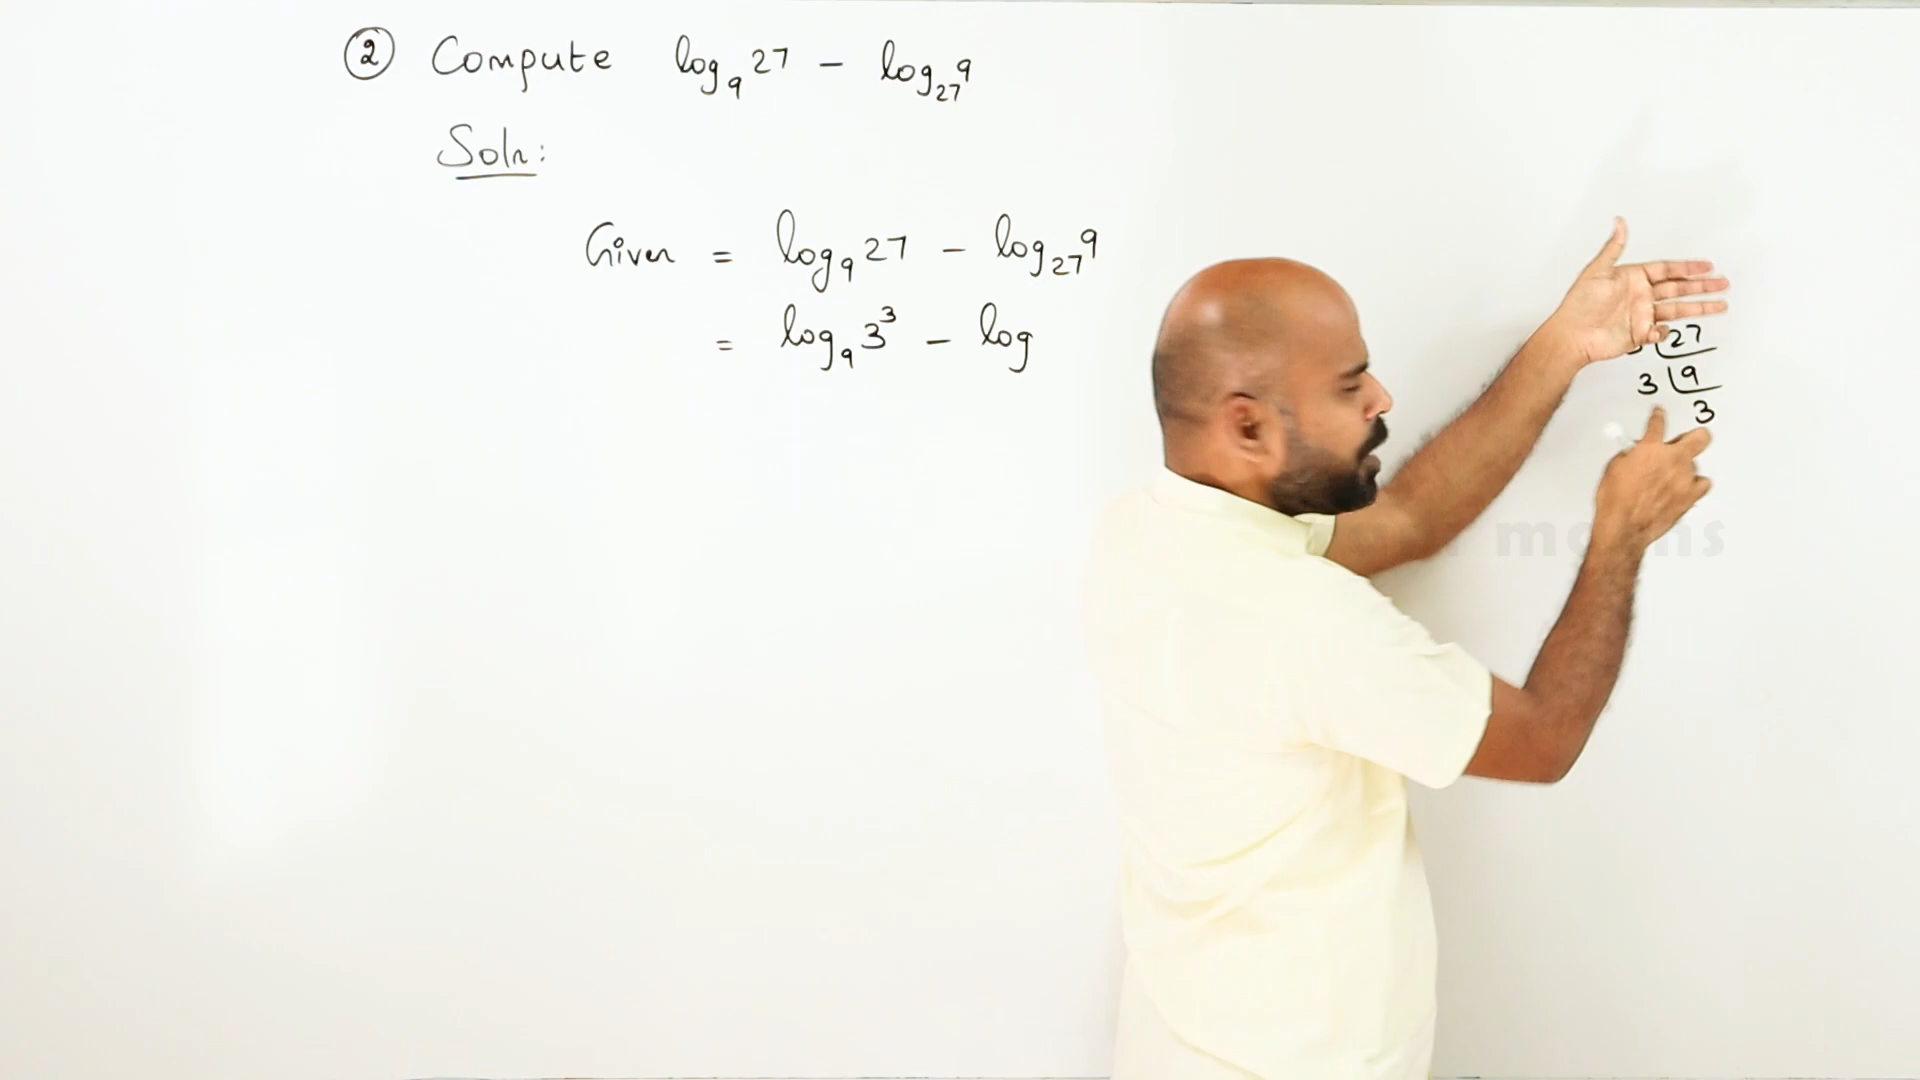 ② Compute log₉27 – log₂₇9
Soln:
Given = log₉27 – log₂₇9
= log₉3³ – log
27
3 9
3